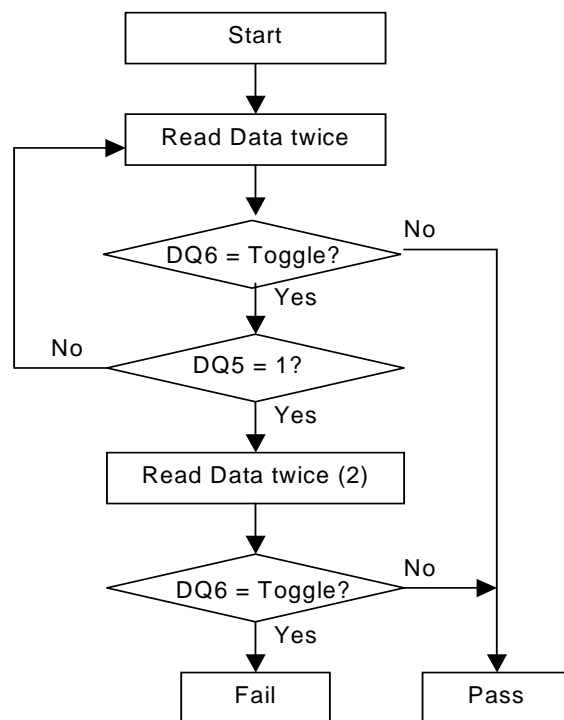 Start
Read Data twice
DQ6 = Toggle?
No
Yes
No
DQ5 = 1?
Yes
Read Data twice (2)
DQ6 = Toggle?
No
Yes
Fail
Pass